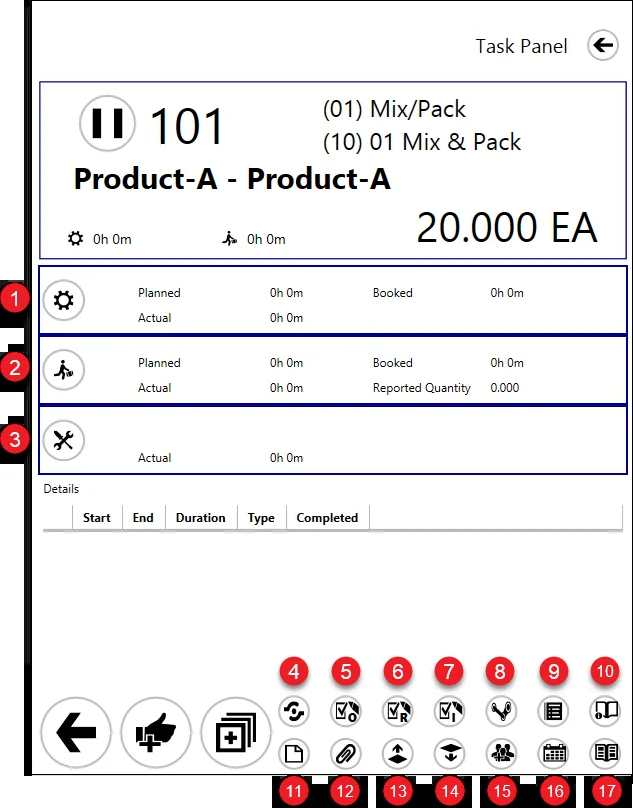 Task Panel
101
(01) Mix/Pack
(10) 01 Mix & Pack
Product-A - Product-A
0h 0m 0h 0m 20.000 EA
1
Planned 0h 0m Booked 0h 0m
Actual 0h 0m
2
Planned 0h 0m Booked 0h 0m
Actual 0h 0m Reported Quantity 0.000
3
Actual 0h 0m
Details
Start End Duration Type Completed
4 5 6 7 8 9 10
O R I
11 12 13 14 15 16 17